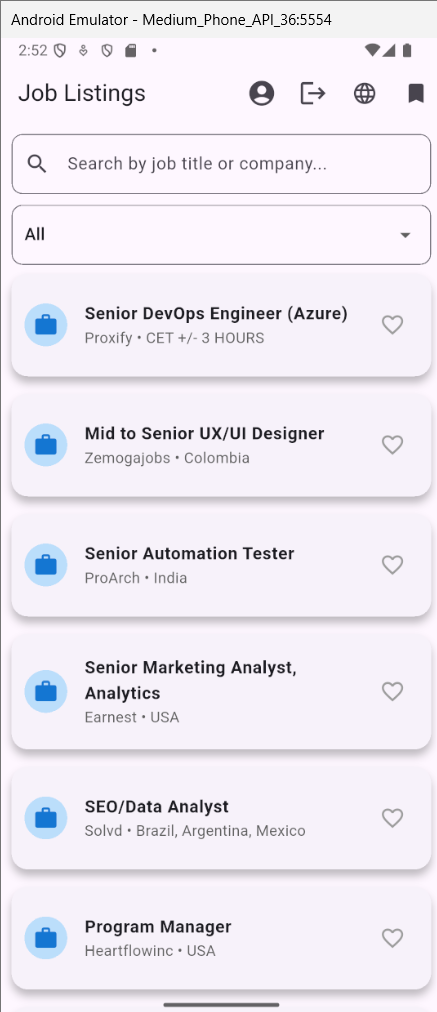 Android Emulator - Medium_Phone_API_36:5554
2:52
Job Listings
Search by job title or company...
All
Senior DevOps Engineer (Azure)
Proxify • CET +/- 3 HOURS
Mid to Senior UX/UI Designer
Zemogajobs • Colombia
Senior Automation Tester
ProArch • India
Senior Marketing Analyst,
Analytics
Earnest • USA
SEO/Data Analyst
Solvd • Brazil, Argentina, Mexico
Program Manager
Heartflowinc • USA